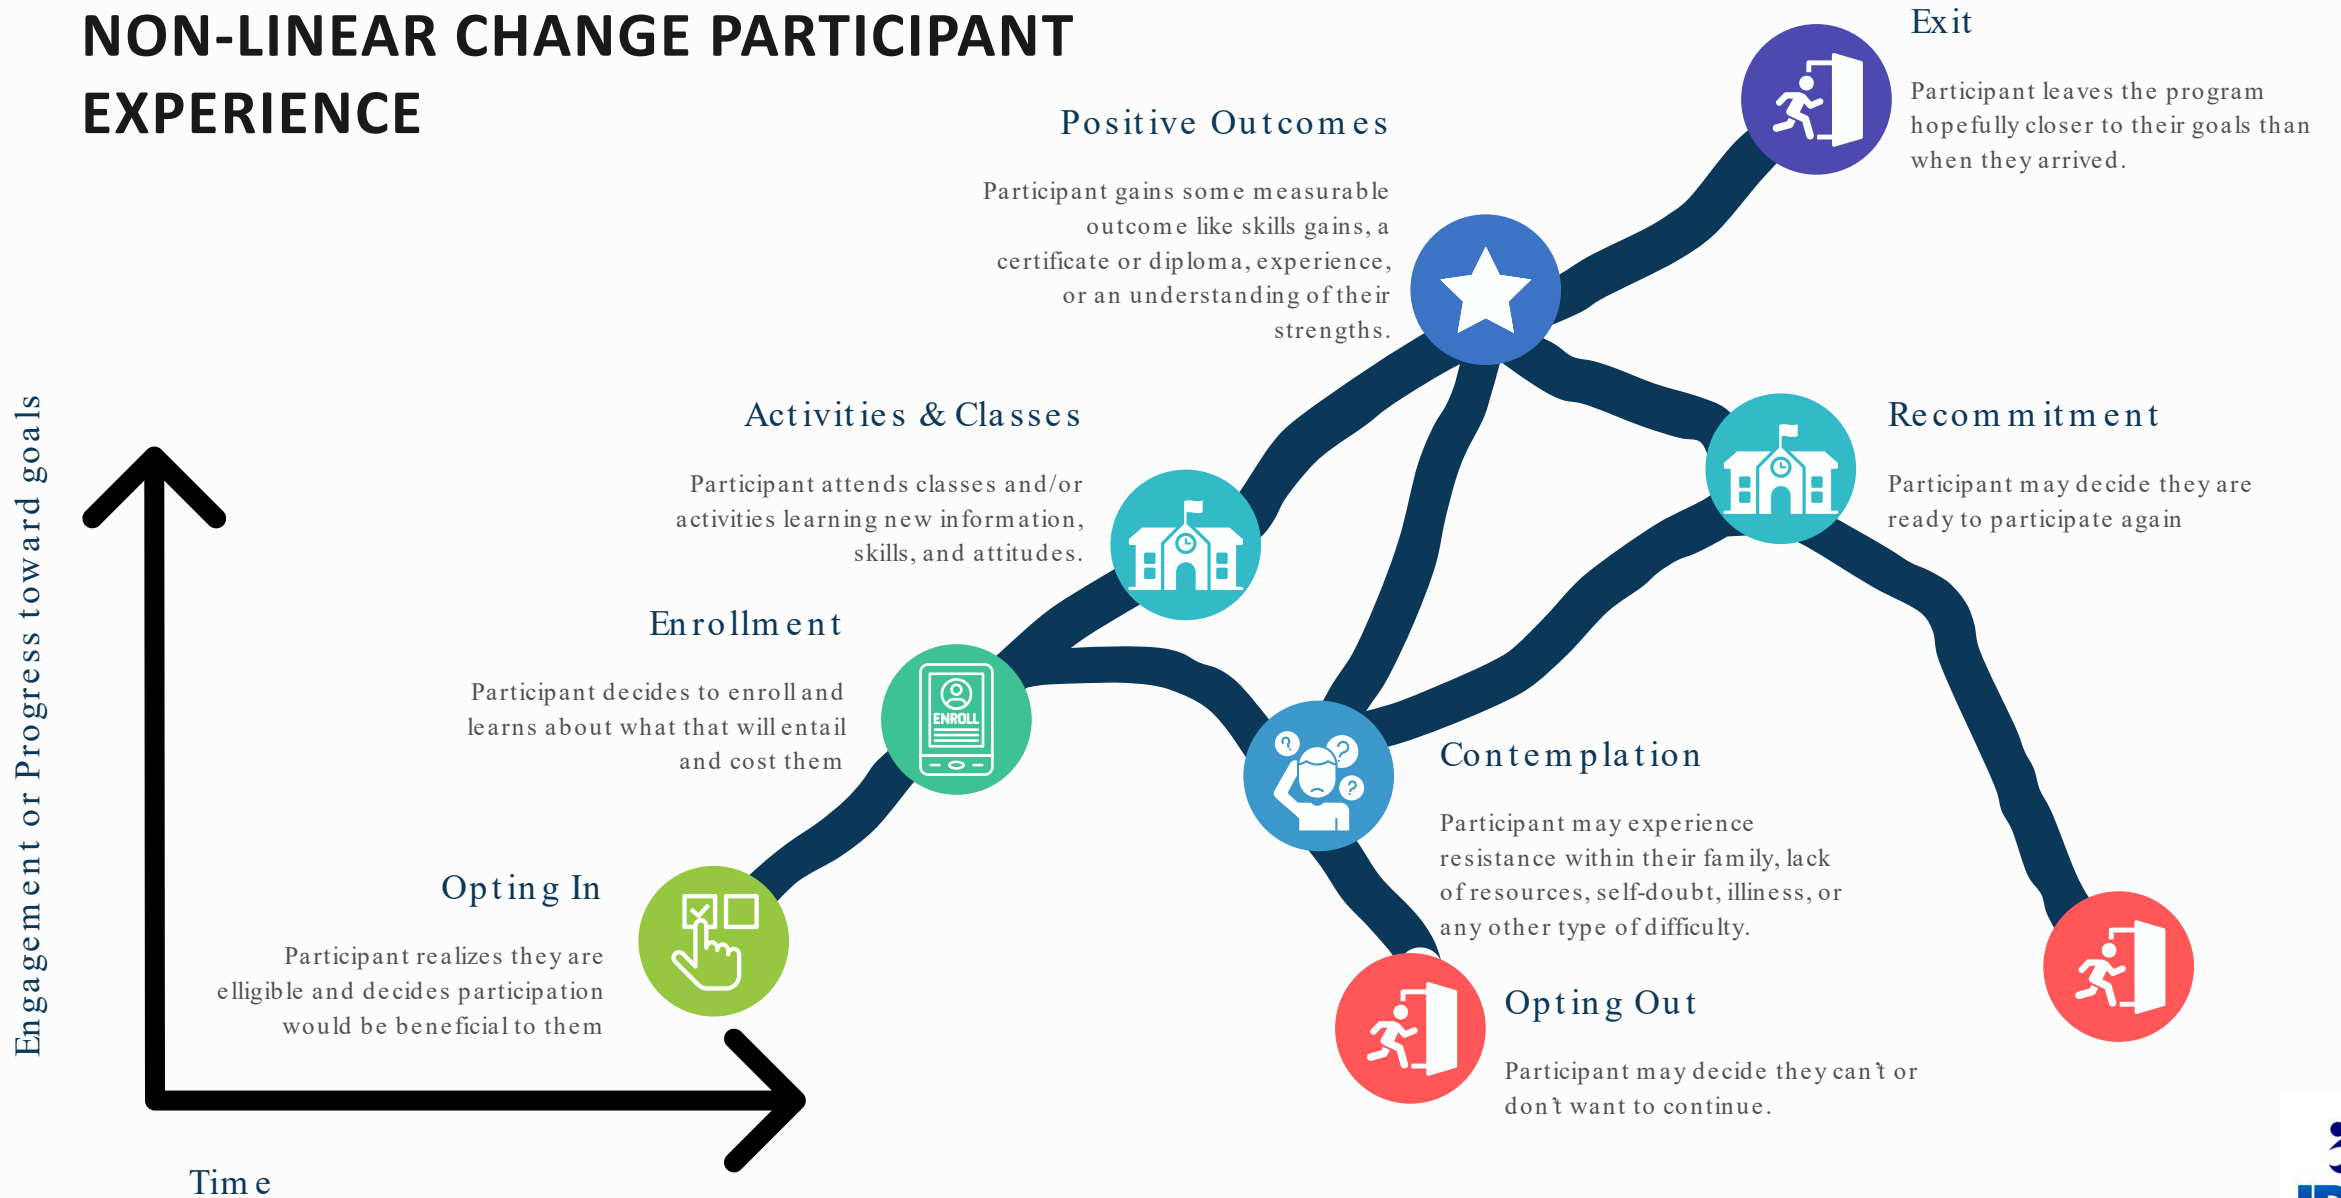 NON-LINEAR CHANGE PARTICIPANT
EXPERIENCE
Exit
Participant leaves the program
hopefully closer to their goals than
when they arrived.
Positive Outcomes
Participant gains some measurable
outcome like skills gains, a
certificate or diploma, experience,
or an understanding of their
strengths.
Activities & Classes
Participant attends classes and/or
activities learning new information,
skills, and attitudes.
Recommitment
Participant may decide they are
ready to participate again
Enrollment
Participant decides to enroll and
learns about what that will entail
and cost them
ENROLL
Contemplation
Participant may experience
resistance within their family, lack
of resources, self-doubt, illness, or
any other type of difficulty.
?
?
?
Opting In
Participant realizes they are
elligible and decides participation
would be beneficial to them
Opting Out
Participant may decide they can't or
don't want to continue.
Engagement or Progress toward goals
Time